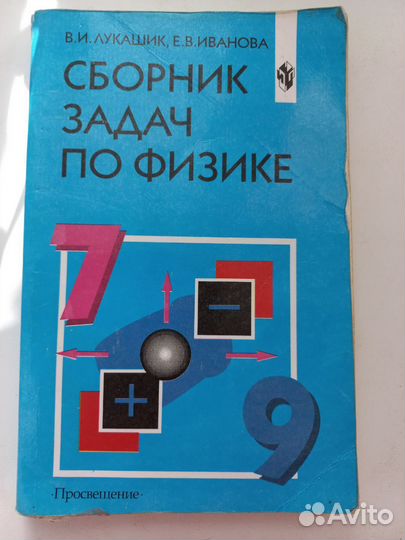 В.И.ЛУКАШИК, Е.В.ИВАНОВА
СБОРНИК
ЗАДАЧ
ПО ФИЗИКЕ
7
−
+
9
·Просвещение·
Avito